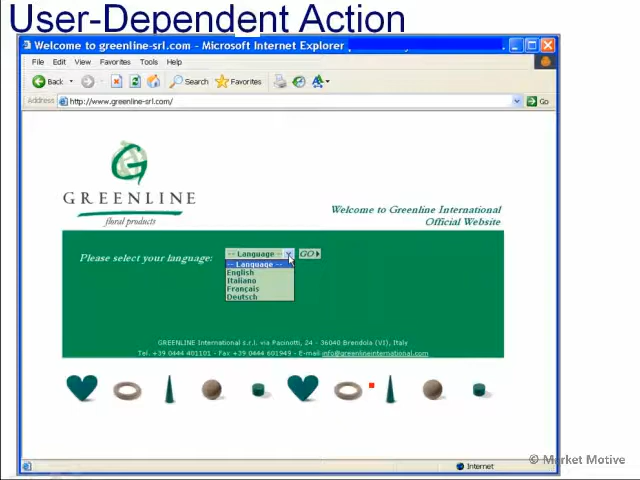 User-Dependent Action
Welcome to greenline-srl.com - Microsoft Internet Explorer
File Edit View Favorites Tools Help
Back Search Favorites
Address http://www.greenline-srl.com/ Go
G
GREENLINE
floral products
Welcome to Greenline International
Official Website
Please select your language: -- Language -- GO
-- Language --
English
Italiano
Français
Deutsch
GREENLINE International s.r.l. via Pacinotti, 24 - 36040 Brendola (VI), Italy
Tel. +39 0444 401101 - Fax +39 0444 601949 - E-mail info@greenlineinternational.com
Internet
© Market Motive